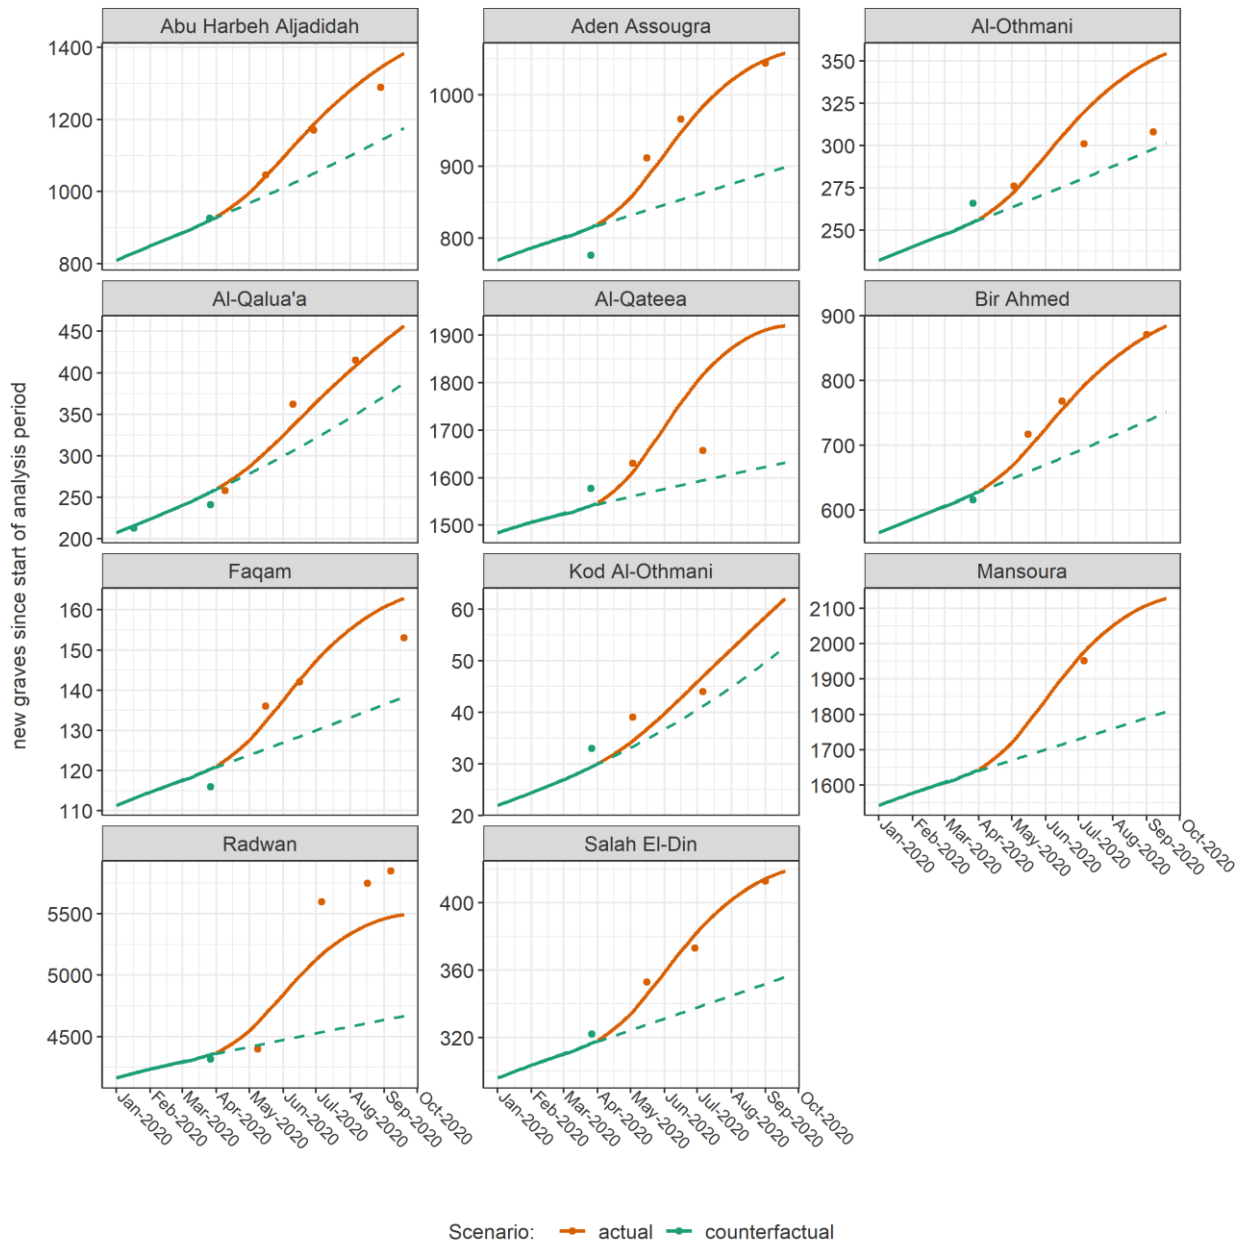 new graves since start of analysis period
Abu Harbeh Aljadidah
1400
1200
1000
800
Aden Assougra
1000
900
800
Al-Othmani
350
325
300
275
250
Al-Qalua'a
450
400
350
300
250
200
Al-Qateea
1900
1800
1700
1600
1500
Bir Ahmed
900
800
700
600
Faqam
160
150
140
130
120
110
Kod Al-Othmani
60
50
40
30
20
Mansoura
2100
2000
1900
1800
1700
1600
Jan-2020
Feb-2020
Mar-2020
Apr-2020
May-2020
Jun-2020
Jul-2020
Aug-2020
Sep-2020
Oct-2020
Radwan
5500
5000
4500
Jan-2020
Feb-2020
Mar-2020
Apr-2020
May-2020
Jun-2020
Jul-2020
Aug-2020
Sep-2020
Oct-2020
Salah El-Din
400
360
320
Jan-2020
Feb-2020
Mar-2020
Apr-2020
May-2020
Jun-2020
Jul-2020
Aug-2020
Sep-2020
Oct-2020
Scenario: actual counterfactual